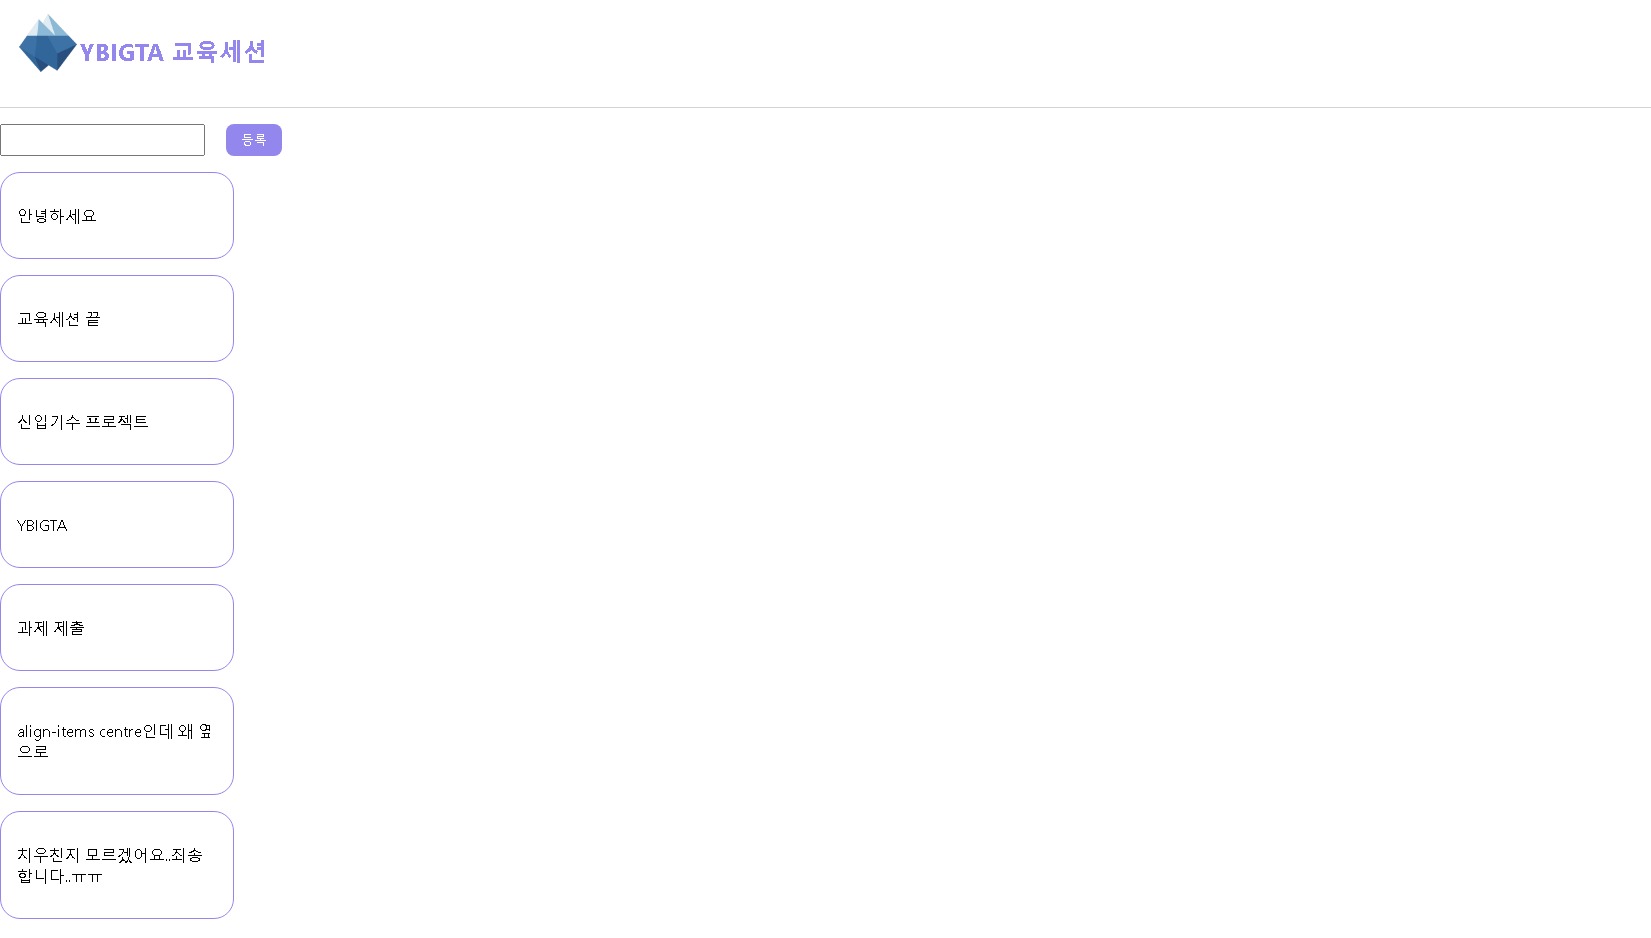 YBIGTA 교육세션
등록
안녕하세요
교육세션 끝
신입기수 프로젝트
YBIGTA
과제 제출
align-items centre인데 왜 옆
으로
치우친지 모르겠어요..죄송
합니다..ㅠㅠ